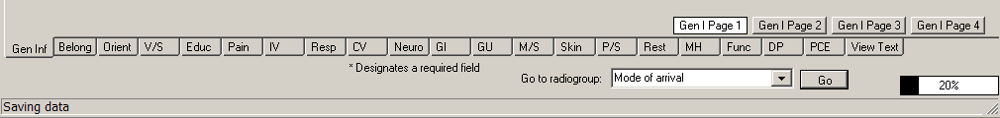 Gen I Page 1 Gen I Page 2 Gen I Page 3 Gen I Page 4
Gen Inf Belong Orient V/S Educ Pain IV Resp CV Neuro GI GU M/S Skin P/S Rest MH Func DP PCE View Text
* Designates a required field
Go to radiogroup: Mode of arrival Go
20%
Saving data